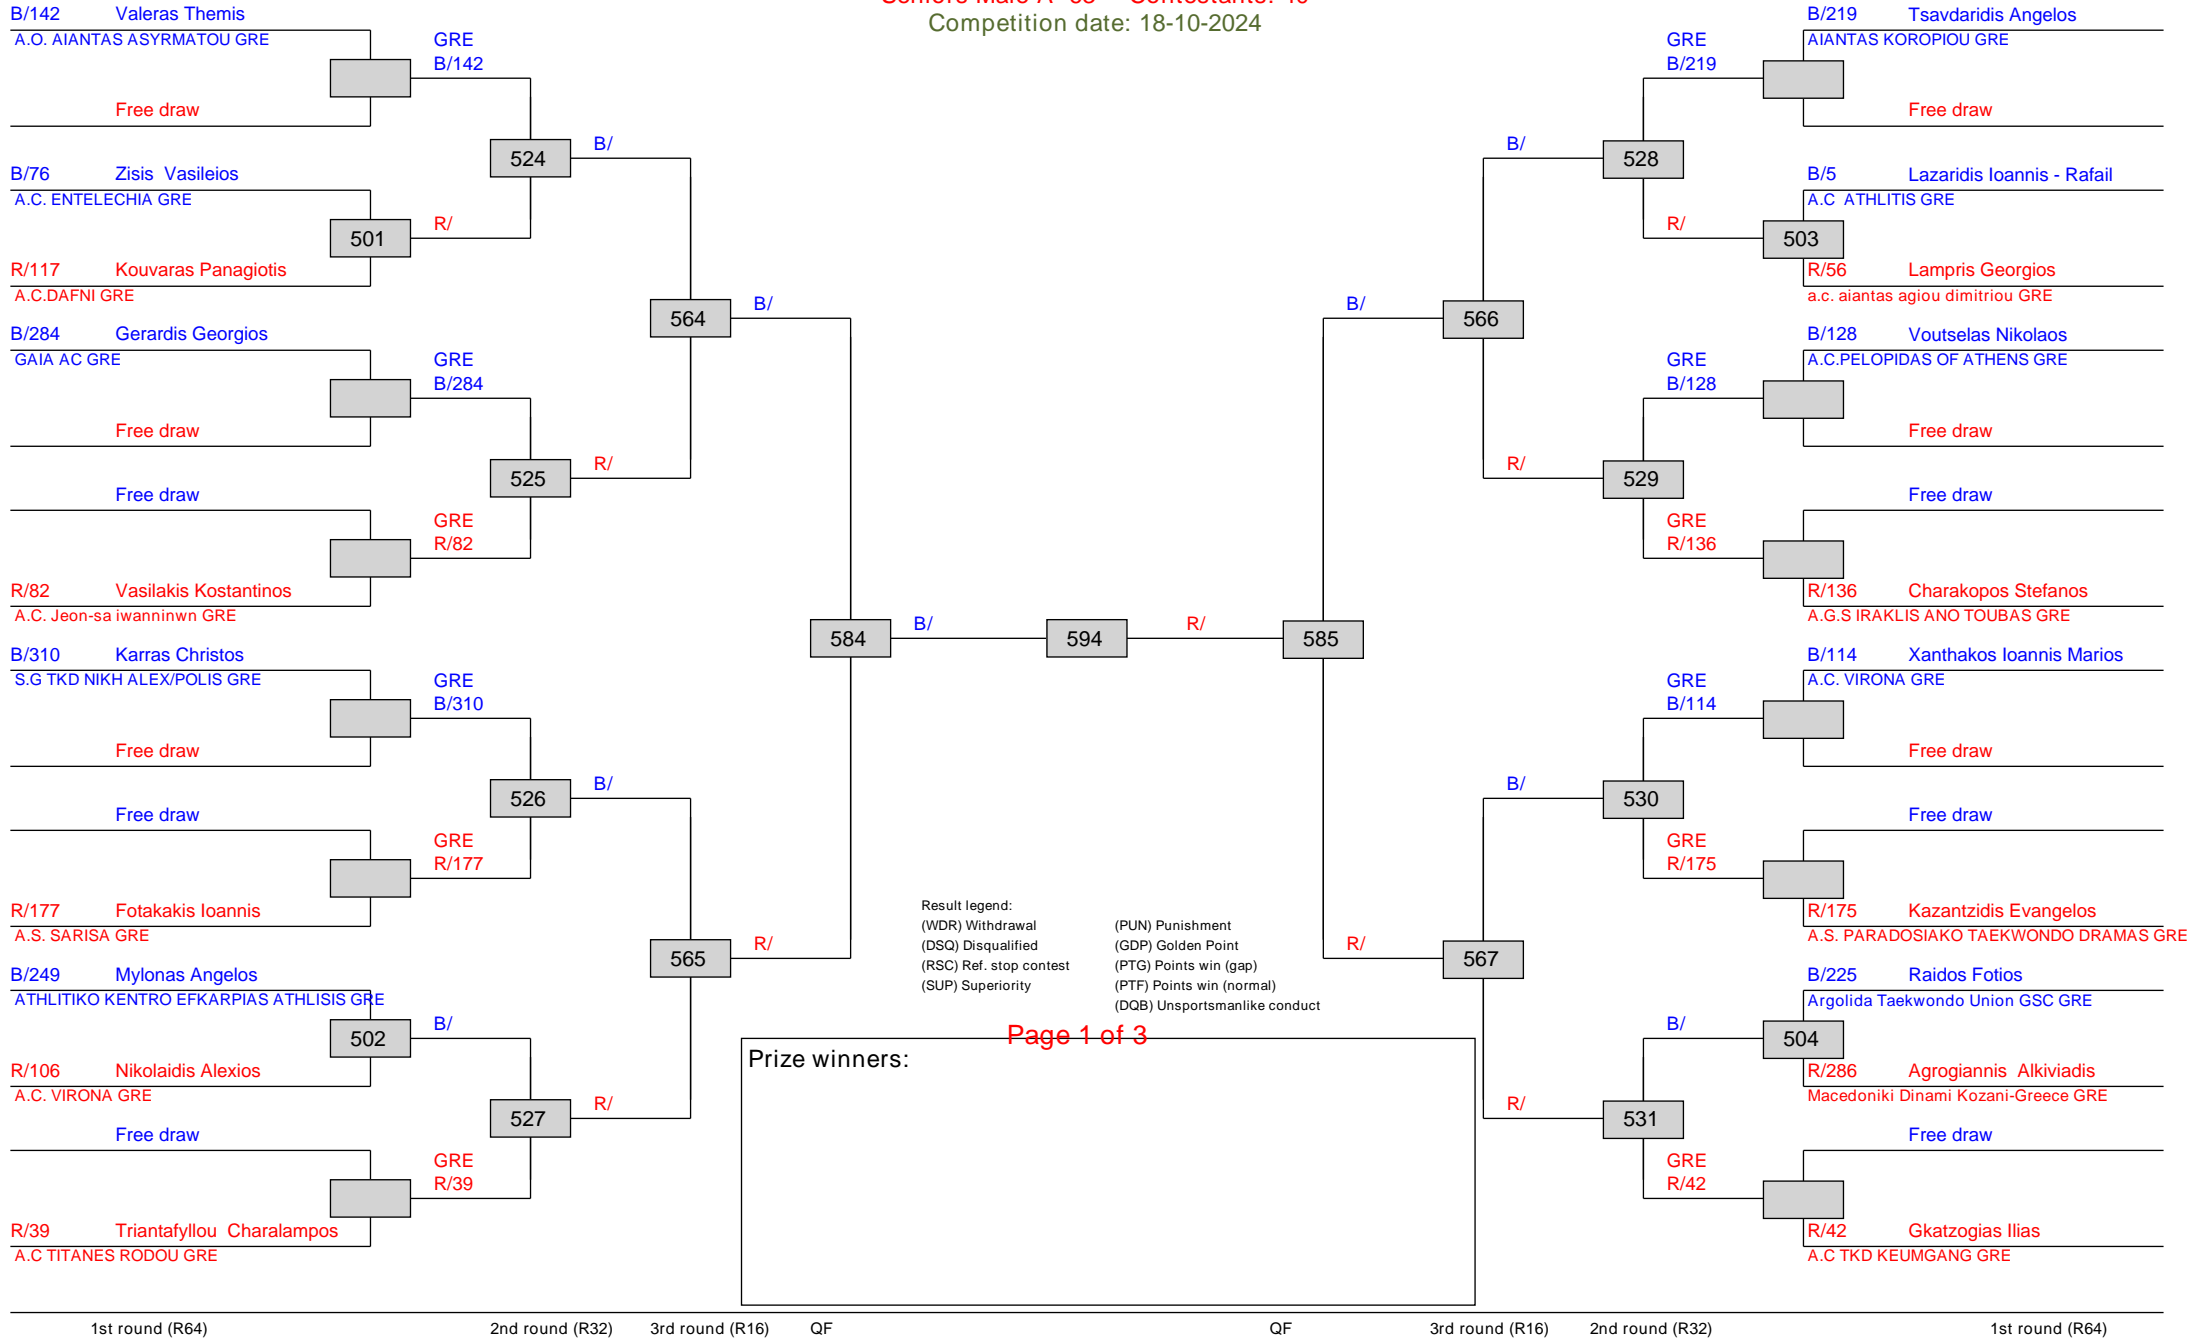 Competition date: 18-10-2024
B/142 Valeras Themis
A.O. AIANTAS ASYRMATOU GRE
GRE
B/142
Free draw
524
B/
B/76 Zisis Vasileios
A.C. ENTELECHIA GRE
501
R/
R/117 Kouvaras Panagiotis
A.C.DAFNI GRE
564
B/
B/284 Gerardis Georgios
GAIA AC GRE
GRE
B/284
Free draw
525
R/
Free draw
GRE
R/82
R/82 Vasilakis Kostantinos
A.C. Jeon-sa iwanninwn GRE
584
B/
594
R/
585
B/310 Karras Christos
S.G TKD NIKH ALEX/POLIS GRE
GRE
B/310
Free draw
526
B/
Free draw
GRE
R/177
R/177 Fotakakis Ioannis
A.S. SARISA GRE
565
R/
B/249 Mylonas Angelos
ATHLITIKO KENTRO EFKARPIAS ATHLISIS GRE
502
B/
R/106 Nikolaidis Alexios
A.C. VIRONA GRE
527
R/
Free draw
GRE
R/39
R/39 Triantafyllou Charalampos
A.C TITANES RODOU GRE
B/219 Tsavdaridis Angelos
AIANTAS KOROPIOU GRE
GRE
B/219
Free draw
B/
528
B/5 Lazaridis Ioannis - Rafail
A.C ATHLITIS GRE
R/
503
R/56 Lampris Georgios
a.c. aiantas agiou dimitriou GRE
B/
566
B/128 Voutselas Nikolaos
A.C.PELOPIDAS OF ATHENS GRE
GRE
B/128
Free draw
R/
529
Free draw
GRE
R/136
R/136 Charakopos Stefanos
A.G.S IRAKLIS ANO TOUBAS GRE
B/114 Xanthakos Ioannis Marios
A.C. VIRONA GRE
GRE
B/114
Free draw
B/
530
Free draw
GRE
R/175
R/175 Kazantzidis Evangelos
A.S. PARADOSIAKO TAEKWONDO DRAMAS GRE
R/
567
B/225 Raidos Fotios
Argolida Taekwondo Union GSC GRE
B/
504
R/286 Agrogiannis Alkiviadis
Macedoniki Dinami Kozani-Greece GRE
R/
531
Free draw
GRE
R/42
R/42 Gkatzogias Ilias
A.C TKD KEUMGANG GRE
Result legend:
(WDR) Withdrawal (PUN) Punishment
(DSQ) Disqualified (GDP) Golden Point
(RSC) Ref. stop contest (PTG) Points win (gap)
(SUP) Superiority (PTF) Points win (normal)
(DQB) Unsportsmanlike conduct
Page 1 of 3
Prize winners:
1st round (R64) 2nd round (R32) 3rd round (R16) QF QF 3rd round (R16) 2nd round (R32) 1st round (R64)